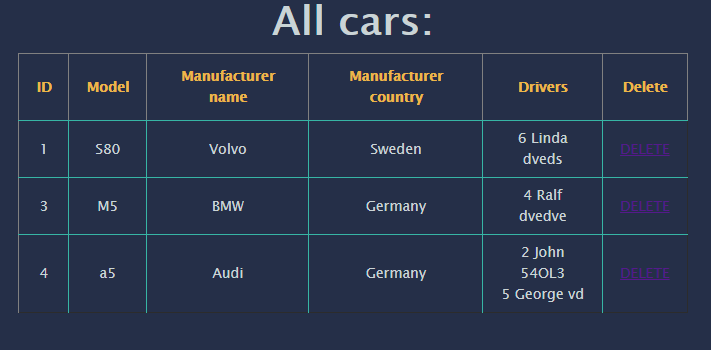 All cars:
ID Model Manufacturer name Manufacturer country Drivers Delete
1 S80 Volvo Sweden 6 Linda dveds DELETE
3 M5 BMW Germany 4 Ralf dvedve DELETE
4 a5 Audi Germany 2 John 54OL3 5 George vd DELETE